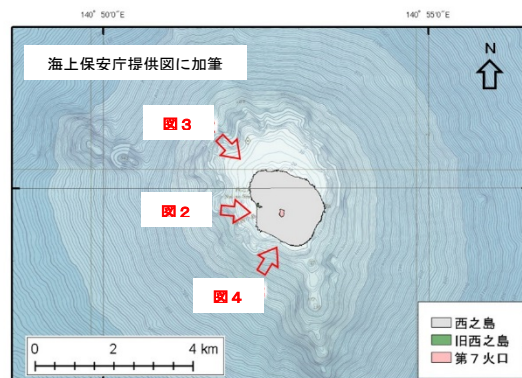 140° 50'0"E
140° 55'0"E
海上保安庁提供図に加筆
N
図3
図2
図4
西之島
旧西之島
第7火口
0 2 4 km